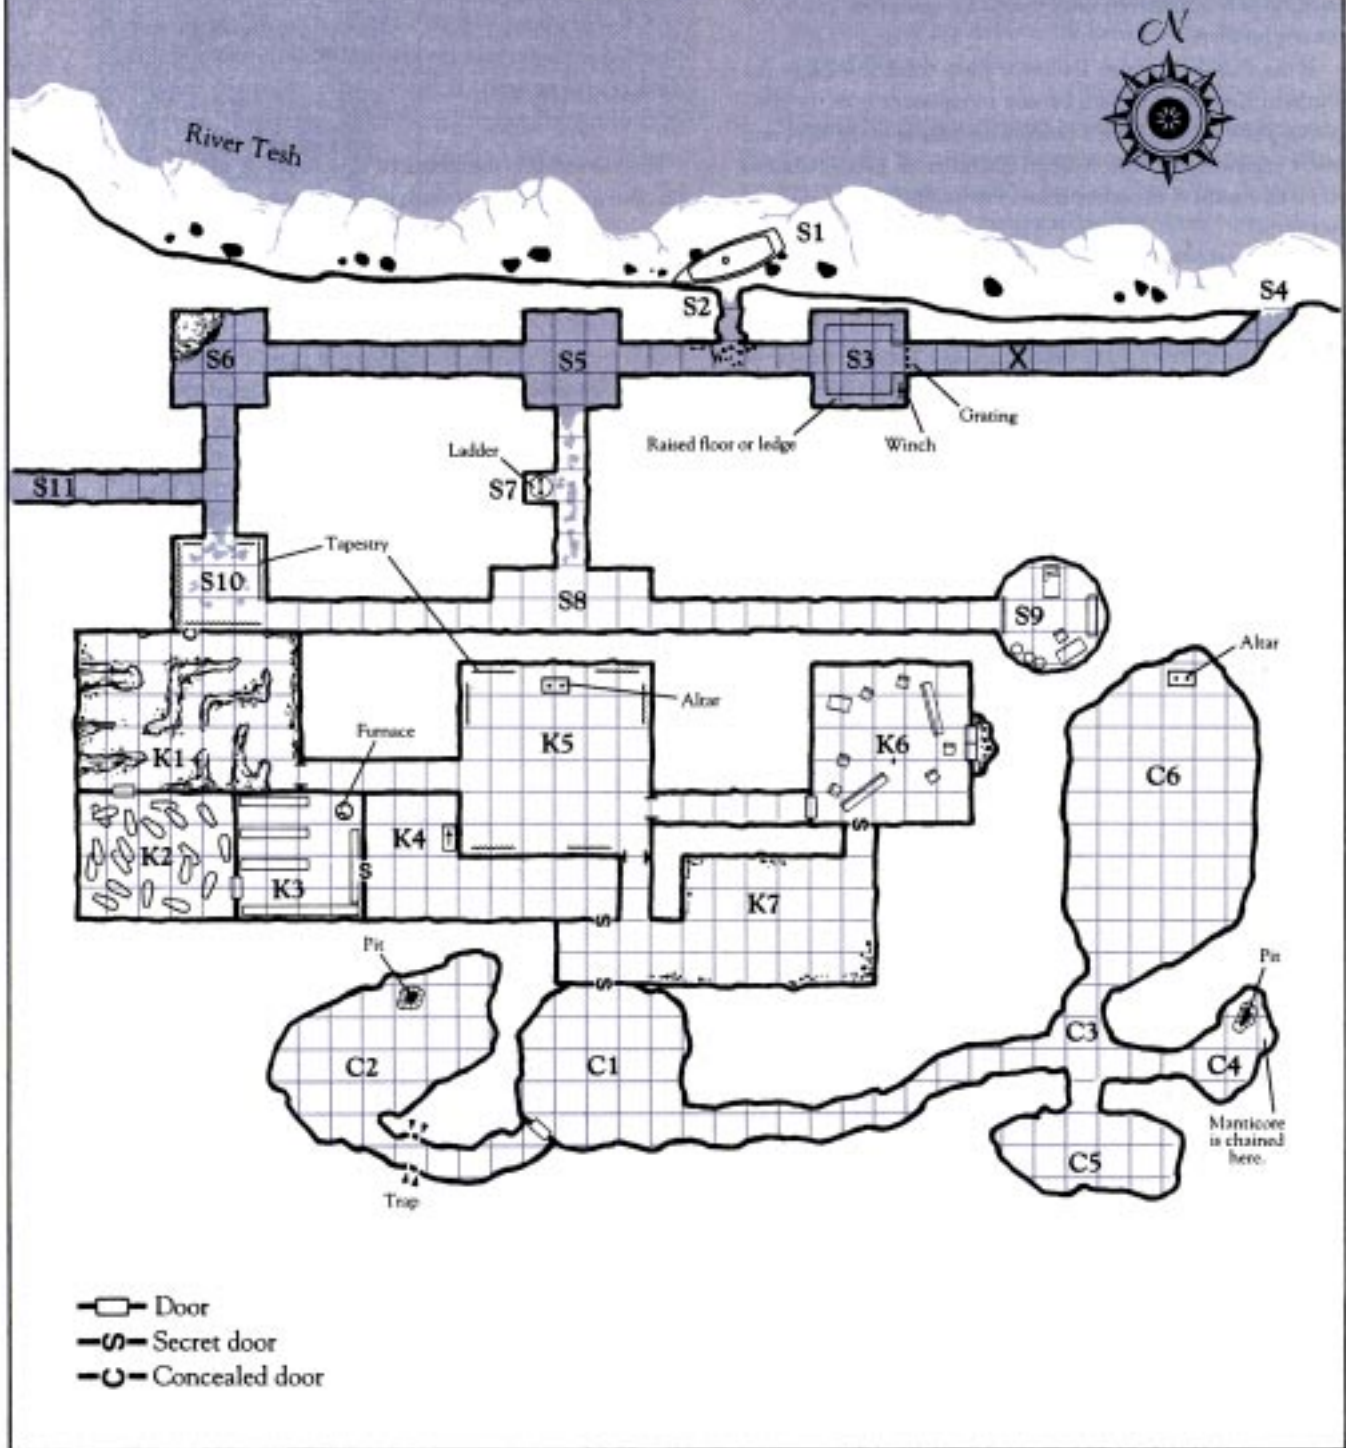 N
River Tesh
S1
S2
S4
S6
S5
S3
X
Grating
Raised floor or ledge
Winch
Ladder
S7
S11
Tapestry
S10
S8
S9
Altar
Altar
Furnace
K1
K5
K6
C6
K4
K2
K3
S
S
K7
S
Pit
Pit
S
C2
C1
C3
C4
Manticore
is chained
here.
C5
Trap
Door
S Secret door
C Concealed door